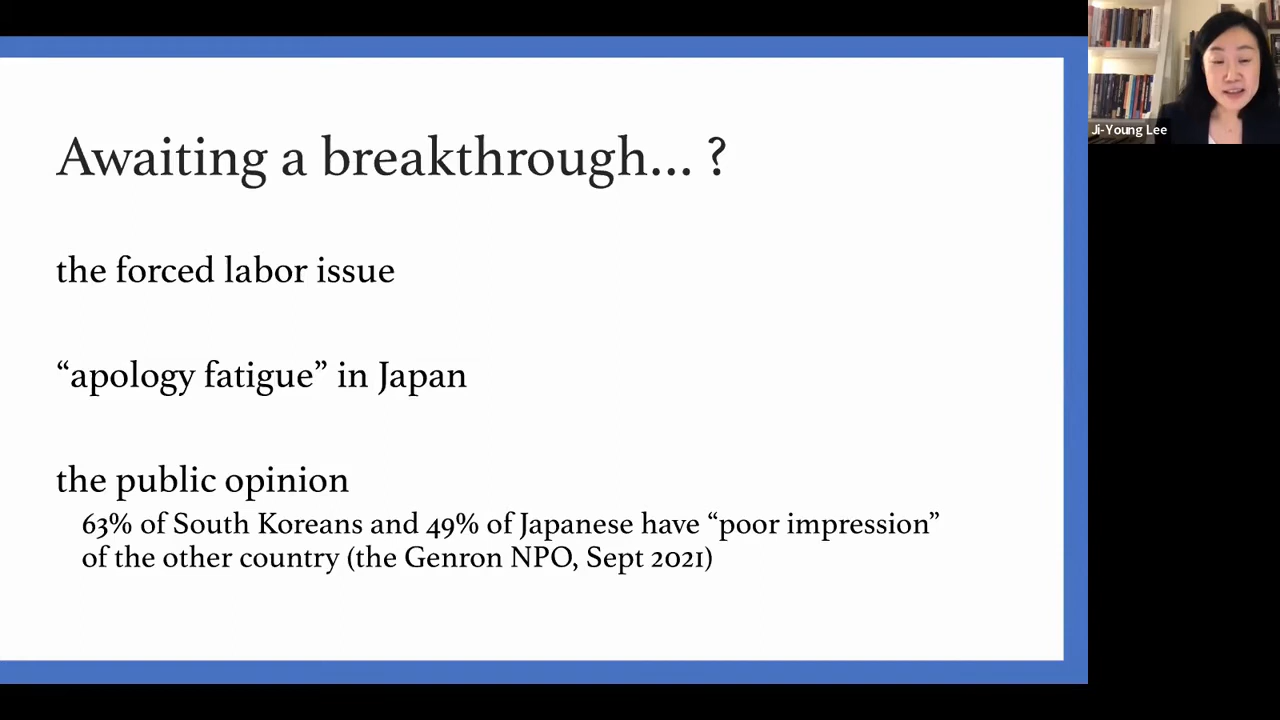 Awaiting a breakthrough... ?
the forced labor issue
“apology fatigue” in Japan
the public opinion
63% of South Koreans and 49% of Japanese have “poor impression”
of the other country (the Genron NPO, Sept 2021)
Ji-Young Lee